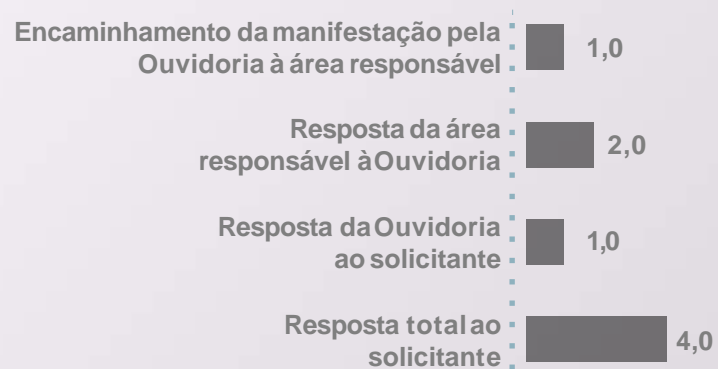 Encaminhamento da manifestação pela
Ouvidoria à área responsável
1,0
Resposta da área
responsável à Ouvidoria
2,0
Resposta da Ouvidoria
ao solicitante
1,0
Resposta total ao
solicitante
4,0